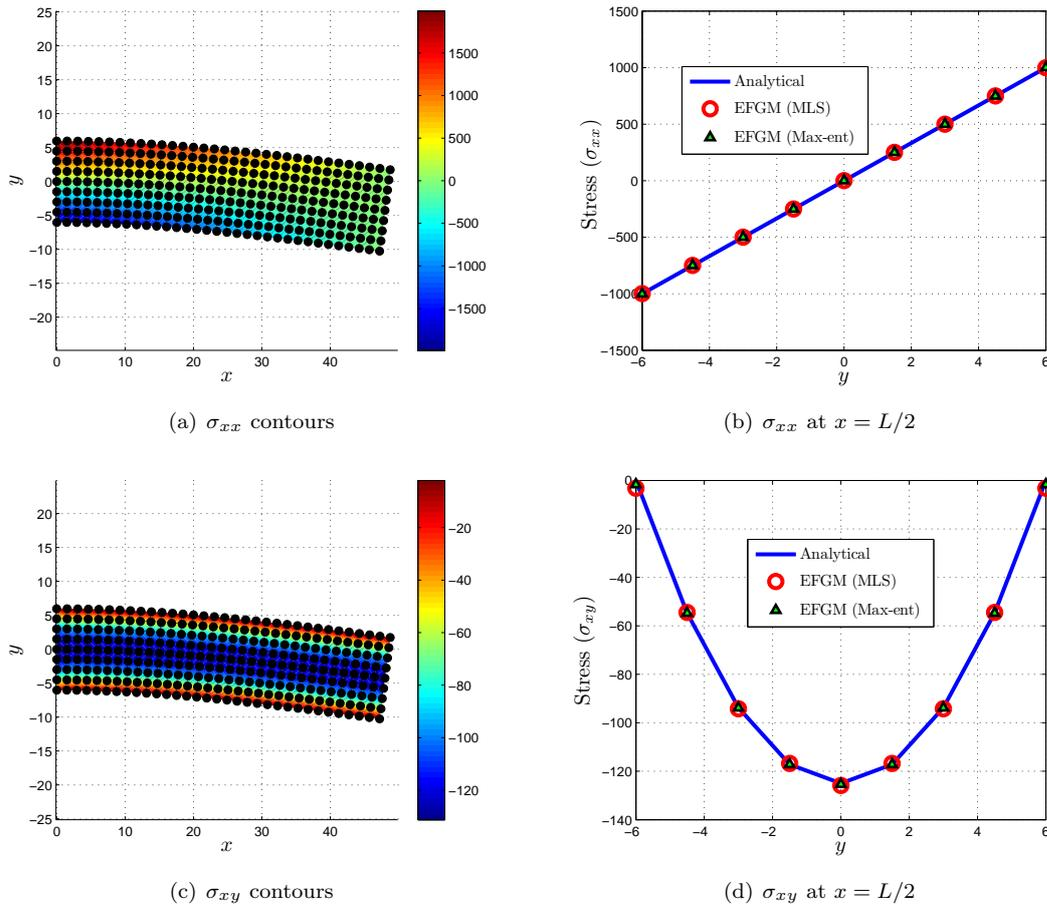 25
20
15
10
5
0
−5
−10
−15
−20
y
0 10 20 30 40
x
1500
1000
500
0
−500
−1000
−1500
(a) σxx contours
1500
1000
500
0
−500
−1000
−1500
Stress (σxx)
Analytical
EFGM (MLS)
EFGM (Max-ent)
−6 −4 −2 0 2 4 6
y
(b) σxx at x = L/2
20
15
10
5
0
−5
−10
−15
−20
−25
y
0 10 20 30 40
x
−20
−40
−60
−80
−100
−120
(c) σxy contours
0
−20
−40
−60
−80
−100
−120
−140
Stress (σxy)
Analytical
EFGM (MLS)
EFGM (Max-ent)
−6 −4 −2 0 2 4 6
y
(d) σxy at x = L/2